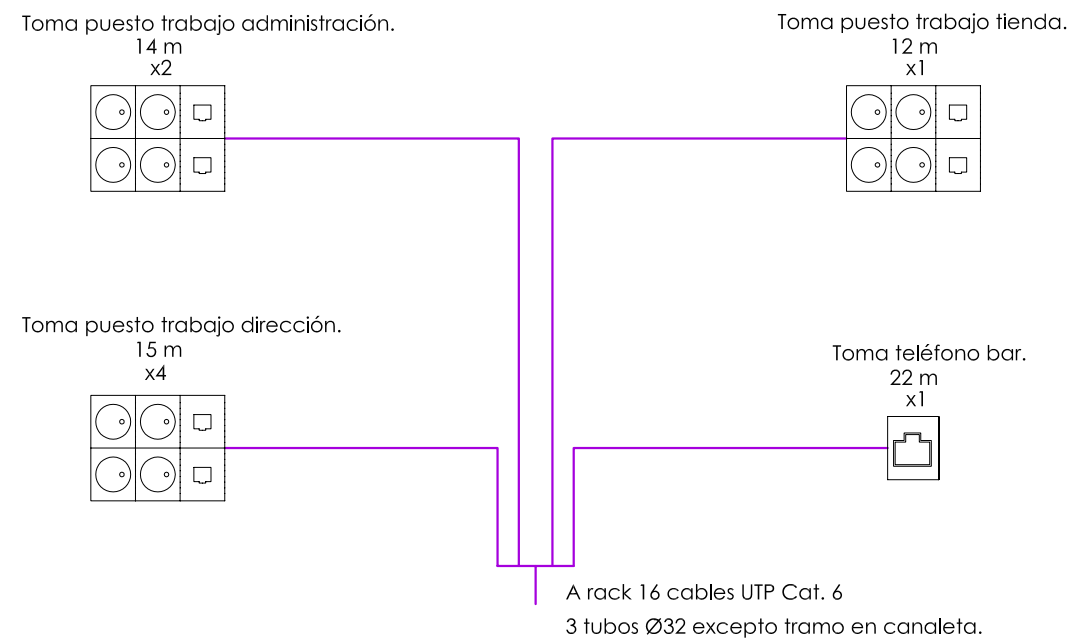 Toma puesto trabajo administración.
14 m
x2
Toma puesto trabajo tienda.
12 m
x1
Toma puesto trabajo dirección.
15 m
x4
Toma teléfono bar.
22 m
x1
A rack 16 cables UTP Cat. 6
3 tubos Ø32 excepto tramo en canaleta.